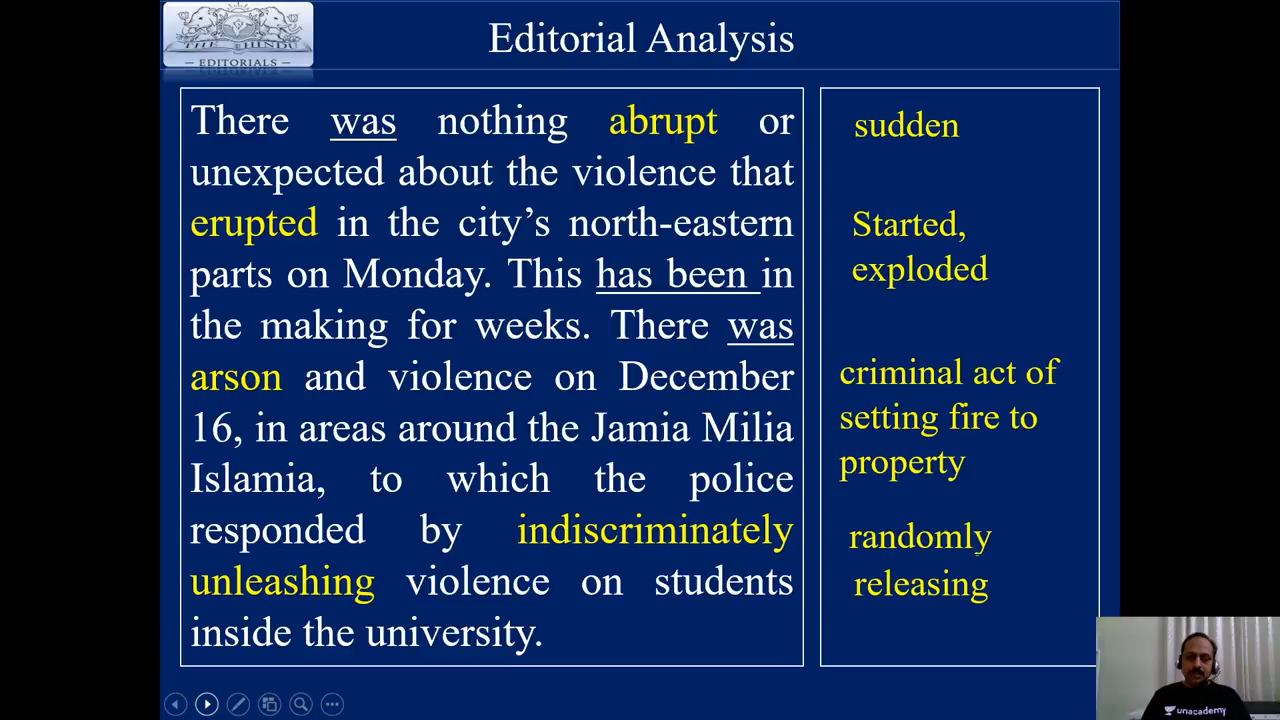 THE HINDU
— EDITORIALS —
Editorial Analysis
There was nothing abrupt or
unexpected about the violence that
erupted in the city’s north-eastern
parts on Monday. This has been in
the making for weeks. There was
arson and violence on December
16, in areas around the Jamia Milia
Islamia, to which the police
responded by indiscriminately
unleashing violence on students
inside the university.
sudden
Started,
exploded
criminal act of
setting fire to
property
randomly
releasing
unacademy